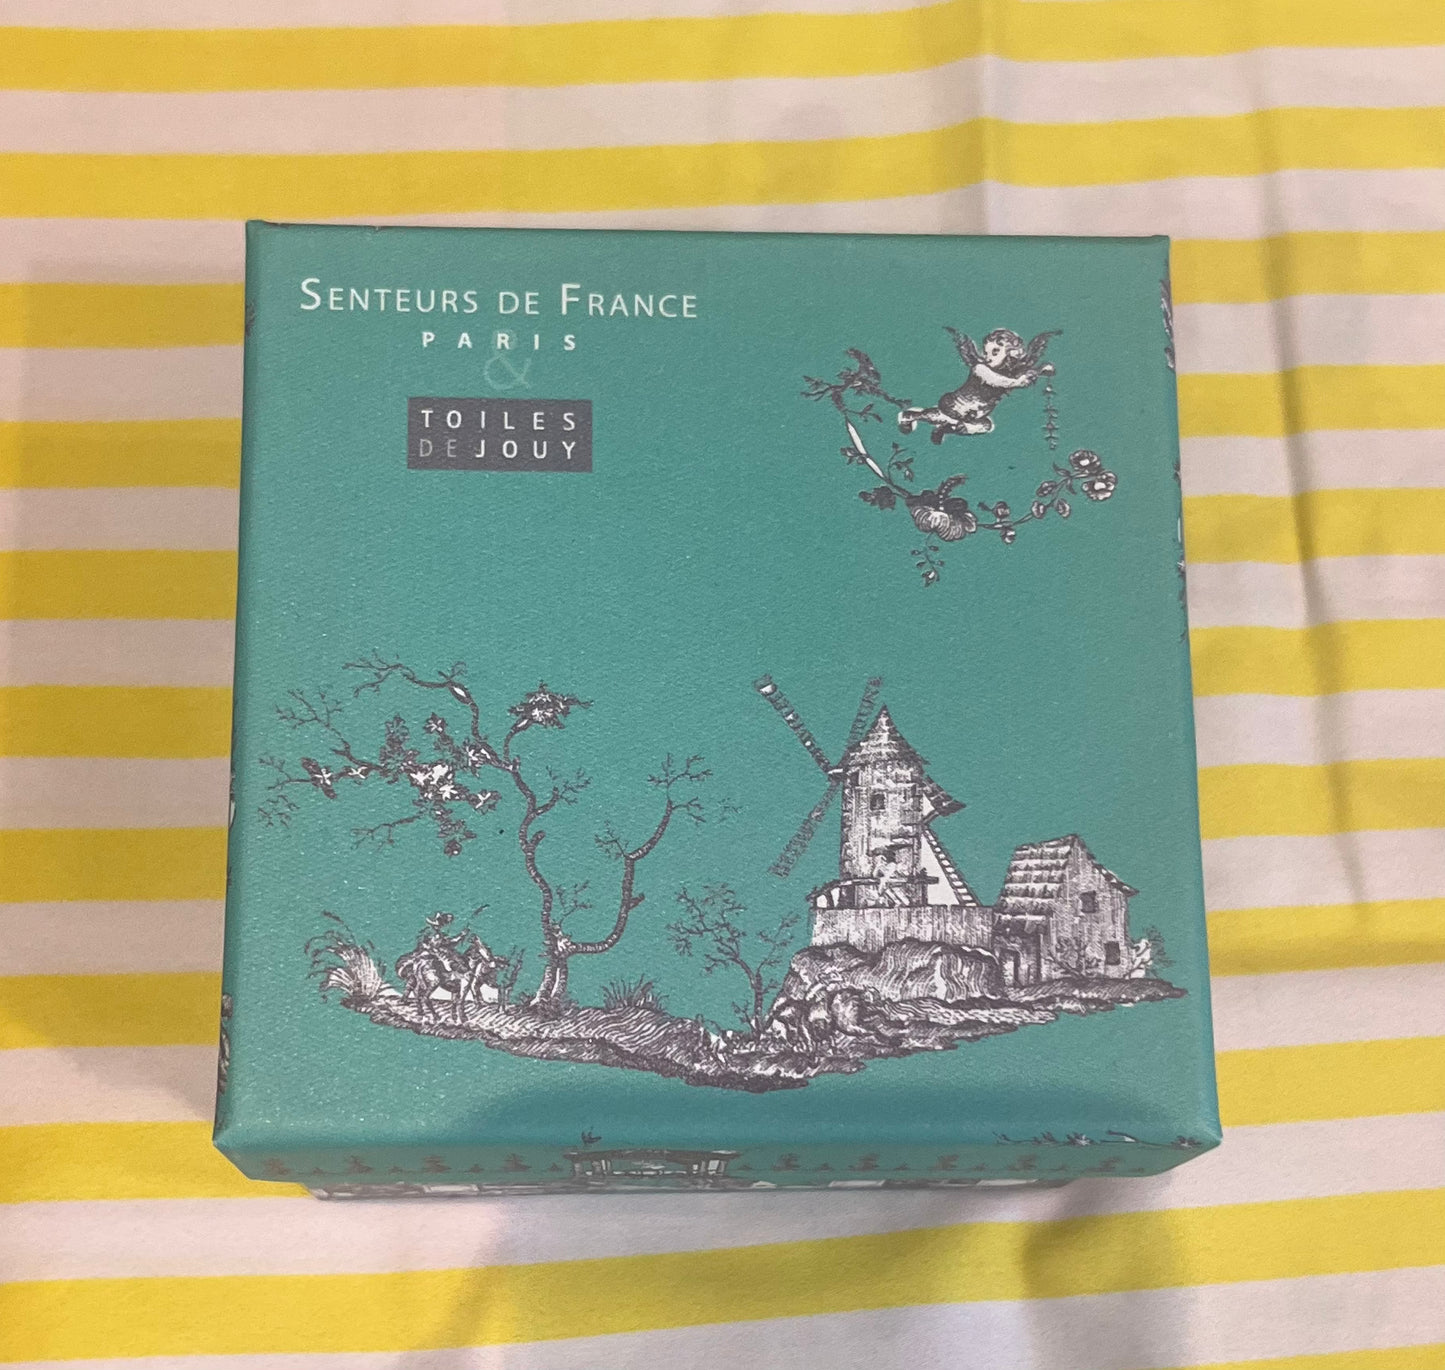 SENTEURS DE FRANCE
PARIS
&
TOILES
DE JOUY